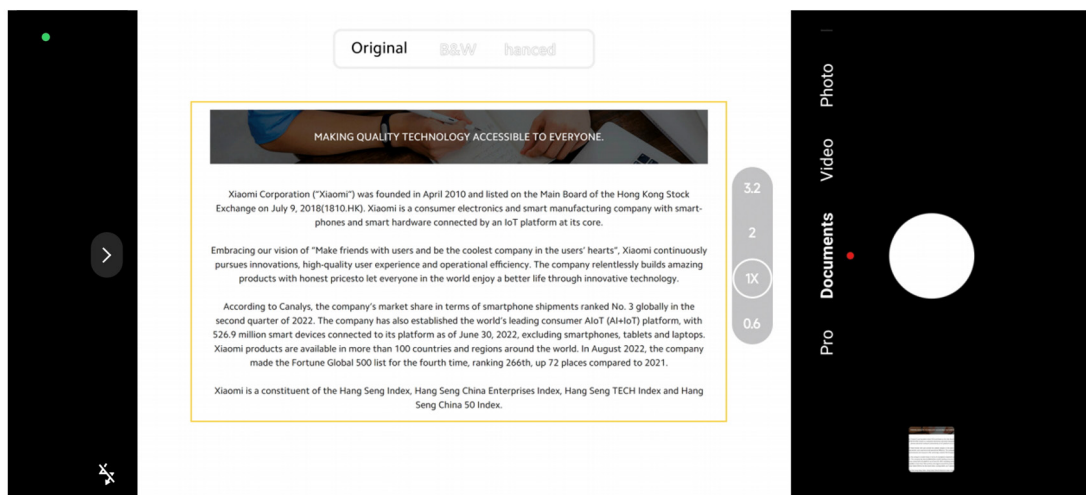 Original B&W hanced
MAKING QUALITY TECHNOLOGY ACCESSIBLE TO EVERYONE.
Xiaomi Corporation (“Xiaomi”) was founded in April 2010 and listed on the Main Board of the Hong Kong Stock
Exchange on July 9, 2018(1810.HK). Xiaomi is a consumer electronics and smart manufacturing company with smart-
phones and smart hardware connected by an IoT platform at its core.
Embracing our vision of “Make friends with users and be the coolest company in the users’ hearts”, Xiaomi continuously
pursues innovations, high-quality user experience and operational efficiency. The company relentlessly builds amazing
products with honest pricesto let everyone in the world enjoy a better life through innovative technology.
According to Canalys, the company’s market share in terms of smartphone shipments ranked No. 3 globally in the
second quarter of 2022. The company has also established the world’s leading consumer AIoT (AI+IoT) platform, with
526.9 million smart devices connected to its platform as of June 30, 2022, excluding smartphones, tablets and laptops.
Xiaomi products are available in more than 100 countries and regions around the world. In August 2022, the company
made the Fortune Global 500 list for the fourth time, ranking 266th, up 72 places compared to 2021.
Xiaomi is a constituent of the Hang Seng Index, Hang Seng China Enterprises Index, Hang Seng TECH Index and Hang
Seng China 50 Index.
3.2
2
1X
0.6
Photo
Video
Documents
Pro